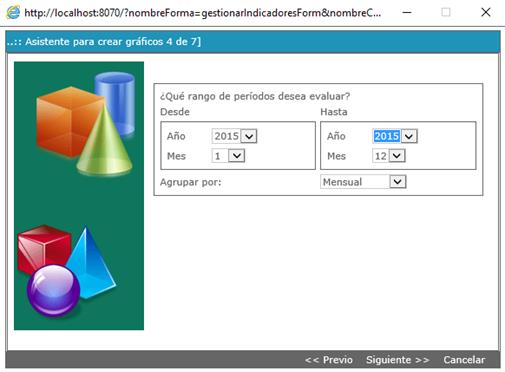 http://localhost:8070/?nombreForma=gestionarIndicadoresForm&nombreC...
..:: Asistente para crear gráficos 4 de 7]
¿Qué rango de períodos desea evaluar?
Desde Hasta
Año 2015 Año 2015
Mes 1 Mes 12
Agrupar por: Mensual
<< Previo Siguiente >> Cancelar